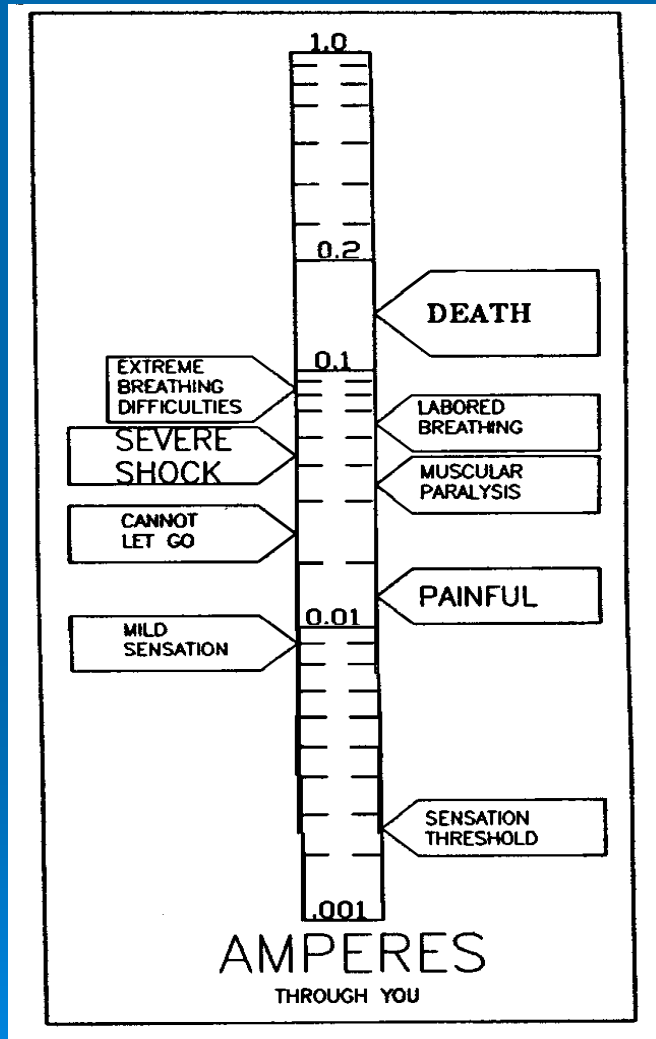 1.0
0.2
DEATH
0.1
EXTREME
BREATHING
DIFFICULTIES
LABORED
BREATHING
SEVERE
SHOCK
MUSCULAR
PARALYSIS
CANNOT
LET GO
PAINFUL
0.01
MILD
SENSATION
SENSATION
THRESHOLD
.001
AMPERES
THROUGH YOU